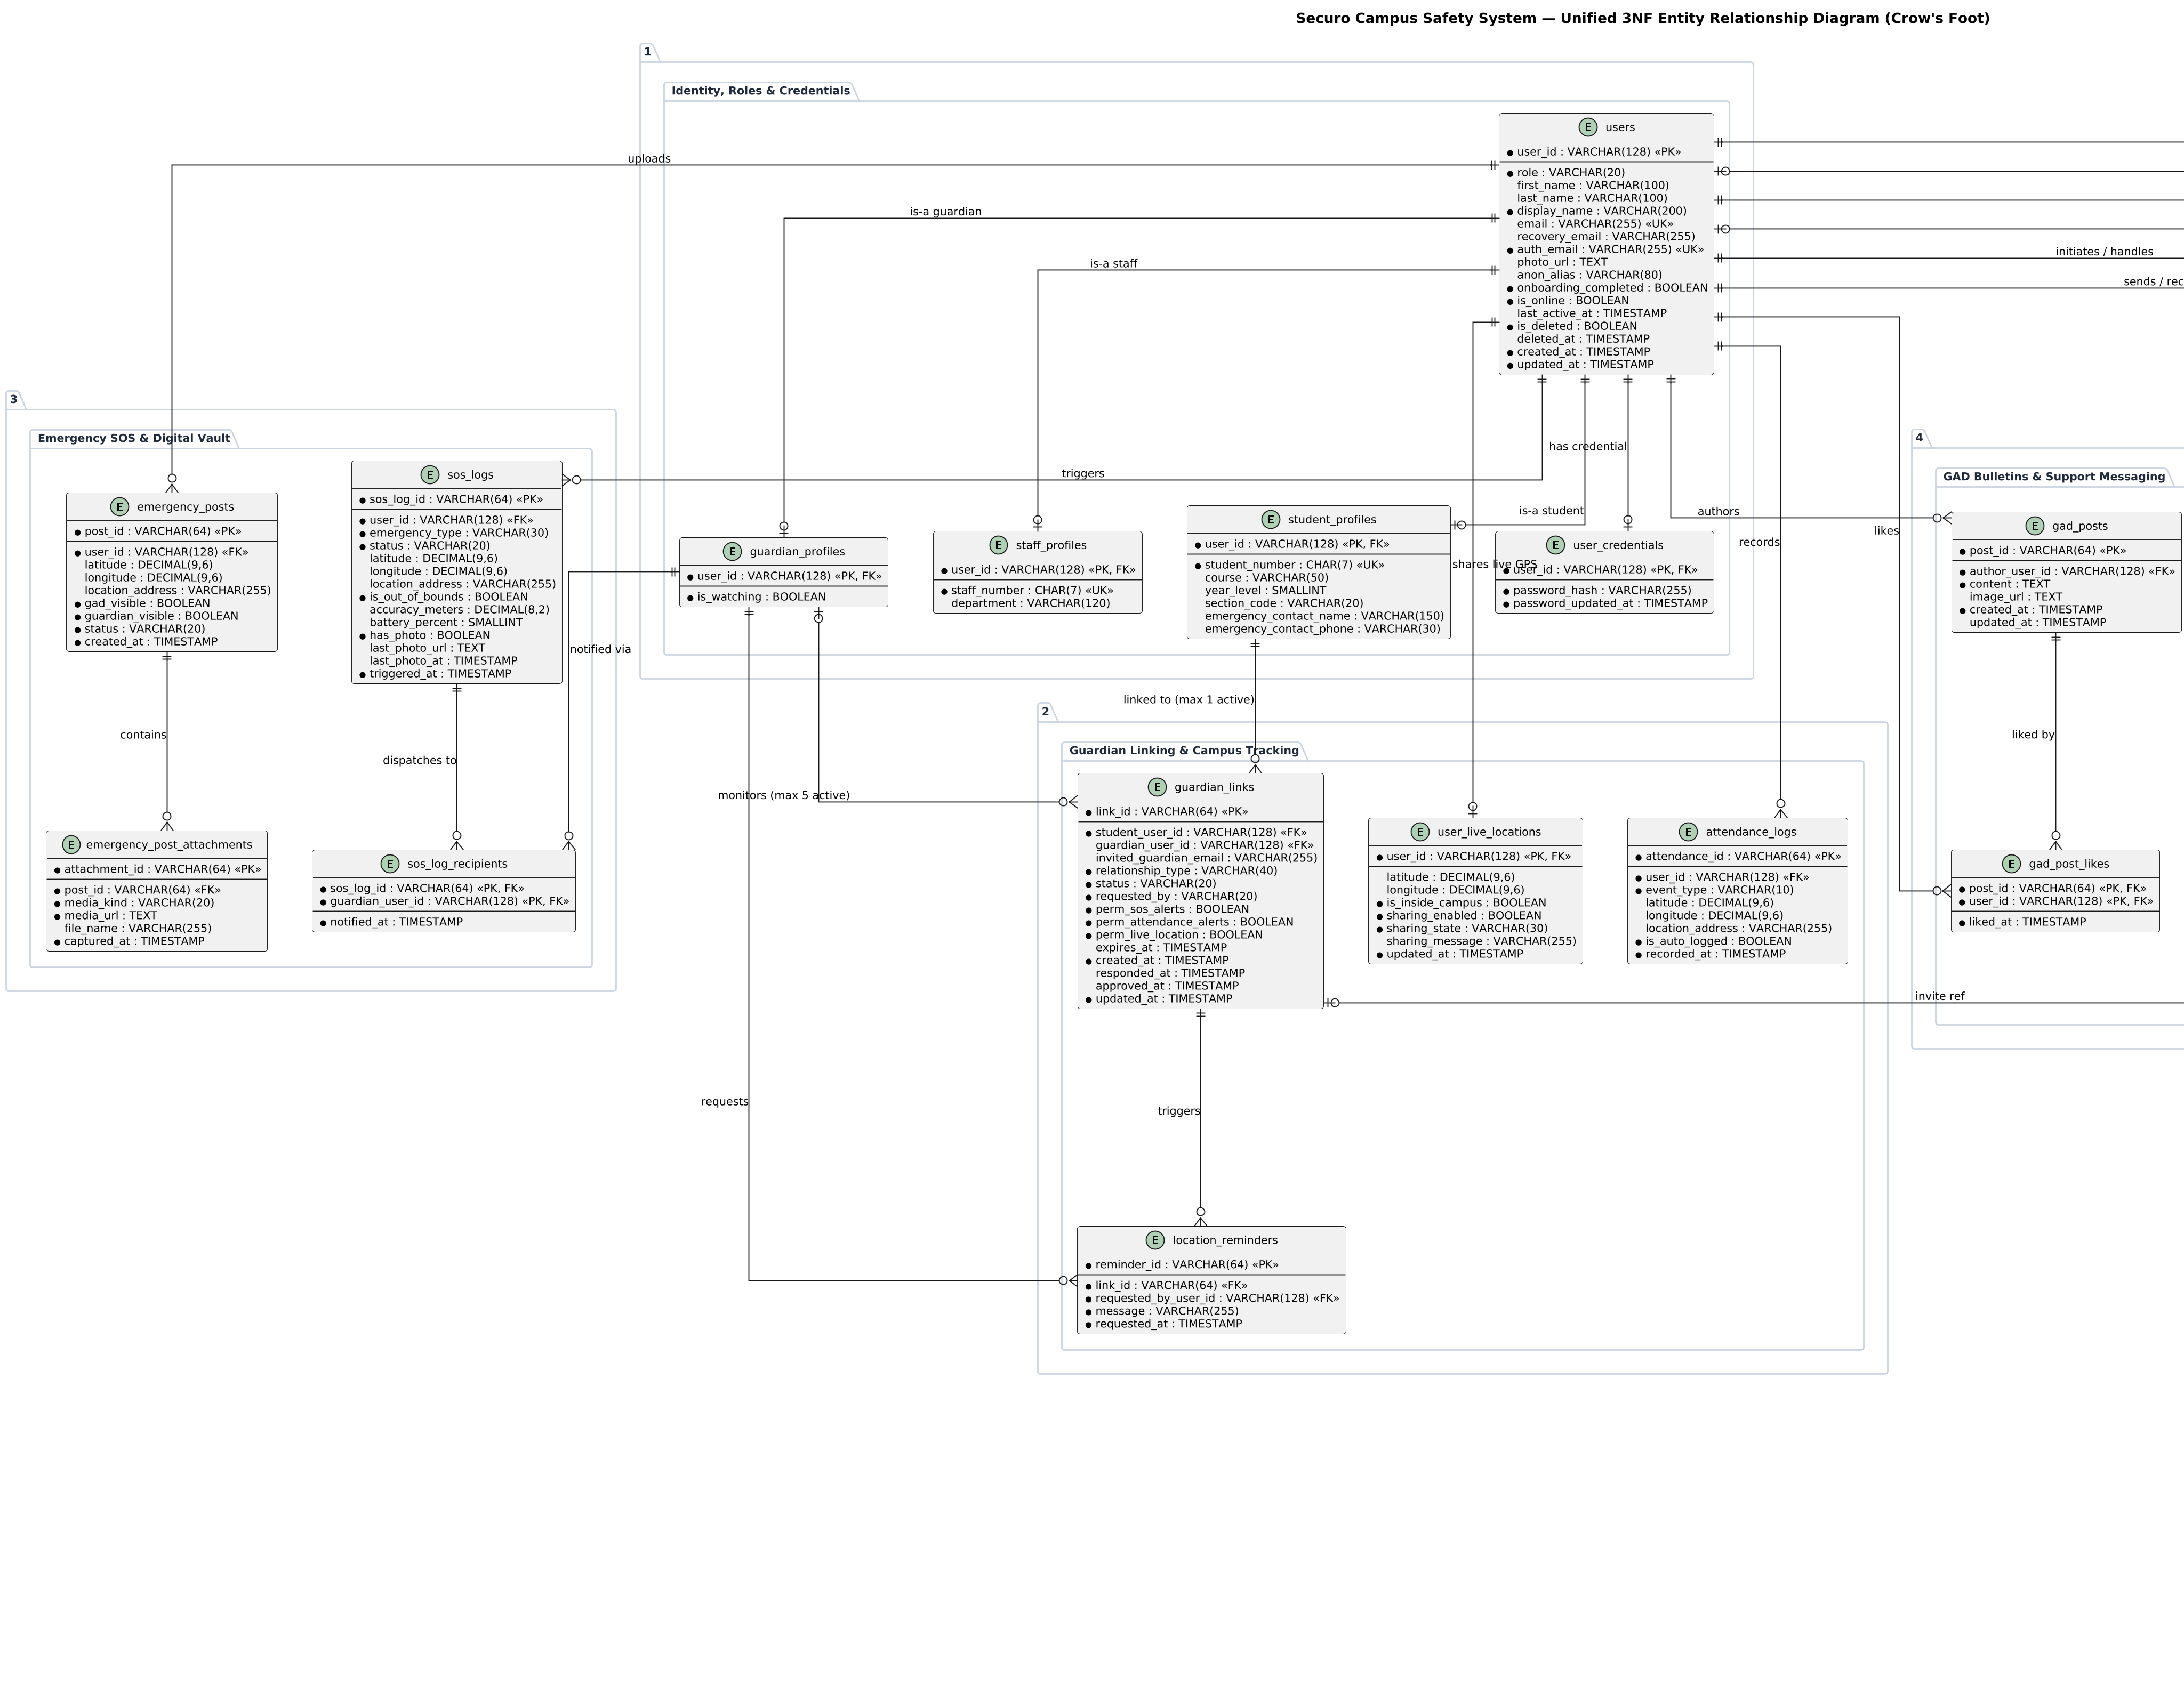 Securo Campus Safety System — Unified 3NF Entity Relationship Diagram (Crow's Foot)
1
Identity, Roles & Credentials
E users
user_id : VARCHAR(128) «PK»
role : VARCHAR(20)
first_name : VARCHAR(100)
last_name : VARCHAR(100)
display_name : VARCHAR(200)
email : VARCHAR(255) «UK»
recovery_email : VARCHAR(255)
auth_email : VARCHAR(255) «UK»
photo_url : TEXT
anon_alias : VARCHAR(80)
onboarding_completed : BOOLEAN
is_online : BOOLEAN
last_active_at : TIMESTAMP
is_deleted : BOOLEAN
deleted_at : TIMESTAMP
created_at : TIMESTAMP
updated_at : TIMESTAMP
uploads
is-a guardian
is-a staff
initiates / handles
sends / rec
has credential
triggers
is-a student
authors
likes
records
shares live GPS
E guardian_profiles
user_id : VARCHAR(128) «PK, FK»
is_watching : BOOLEAN
E staff_profiles
user_id : VARCHAR(128) «PK, FK»
staff_number : CHAR(7) «UK»
department : VARCHAR(120)
E student_profiles
user_id : VARCHAR(128) «PK, FK»
student_number : CHAR(7) «UK»
course : VARCHAR(50)
year_level : SMALLINT
section_code : VARCHAR(20)
emergency_contact_name : VARCHAR(150)
emergency_contact_phone : VARCHAR(30)
E user_credentials
user_id : VARCHAR(128) «PK, FK»
password_hash : VARCHAR(255)
password_updated_at : TIMESTAMP
3
Emergency SOS & Digital Vault
E emergency_posts
post_id : VARCHAR(64) «PK»
user_id : VARCHAR(128) «FK»
latitude : DECIMAL(9,6)
longitude : DECIMAL(9,6)
location_address : VARCHAR(255)
gad_visible : BOOLEAN
guardian_visible : BOOLEAN
status : VARCHAR(20)
created_at : TIMESTAMP
E sos_logs
sos_log_id : VARCHAR(64) «PK»
user_id : VARCHAR(128) «FK»
emergency_type : VARCHAR(30)
status : VARCHAR(20)
latitude : DECIMAL(9,6)
longitude : DECIMAL(9,6)
location_address : VARCHAR(255)
is_out_of_bounds : BOOLEAN
accuracy_meters : DECIMAL(8,2)
battery_percent : SMALLINT
has_photo : BOOLEAN
last_photo_url : TEXT
last_photo_at : TIMESTAMP
triggered_at : TIMESTAMP
notified via
contains
dispatches to
E emergency_post_attachments
attachment_id : VARCHAR(64) «PK»
post_id : VARCHAR(64) «FK»
media_kind : VARCHAR(20)
media_url : TEXT
file_name : VARCHAR(255)
captured_at : TIMESTAMP
E sos_log_recipients
sos_log_id : VARCHAR(64) «PK, FK»
guardian_user_id : VARCHAR(128) «PK, FK»
notified_at : TIMESTAMP
linked to (max 1 active)
monitors (max 5 active)
requests
2
Guardian Linking & Campus Tracking
E guardian_links
link_id : VARCHAR(64) «PK»
student_user_id : VARCHAR(128) «FK»
guardian_user_id : VARCHAR(128) «FK»
invited_guardian_email : VARCHAR(255)
relationship_type : VARCHAR(40)
status : VARCHAR(20)
requested_by : VARCHAR(20)
perm_sos_alerts : BOOLEAN
perm_attendance_alerts : BOOLEAN
perm_live_location : BOOLEAN
expires_at : TIMESTAMP
created_at : TIMESTAMP
responded_at : TIMESTAMP
approved_at : TIMESTAMP
updated_at : TIMESTAMP
E user_live_locations
user_id : VARCHAR(128) «PK, FK»
latitude : DECIMAL(9,6)
longitude : DECIMAL(9,6)
is_inside_campus : BOOLEAN
sharing_enabled : BOOLEAN
sharing_state : VARCHAR(30)
sharing_message : VARCHAR(255)
updated_at : TIMESTAMP
E attendance_logs
attendance_id : VARCHAR(64) «PK»
user_id : VARCHAR(128) «FK»
event_type : VARCHAR(10)
latitude : DECIMAL(9,6)
longitude : DECIMAL(9,6)
location_address : VARCHAR(255)
is_auto_logged : BOOLEAN
recorded_at : TIMESTAMP
invite ref
triggers
E location_reminders
reminder_id : VARCHAR(64) «PK»
link_id : VARCHAR(64) «FK»
requested_by_user_id : VARCHAR(128) «FK»
message : VARCHAR(255)
requested_at : TIMESTAMP
4
GAD Bulletins & Support Messaging
E gad_posts
post_id : VARCHAR(64) «PK»
author_user_id : VARCHAR(128) «FK»
content : TEXT
image_url : TEXT
created_at : TIMESTAMP
updated_at : TIMESTAMP
liked by
E gad_post_likes
post_id : VARCHAR(64) «PK, FK»
user_id : VARCHAR(128) «PK, FK»
liked_at : TIMESTAMP